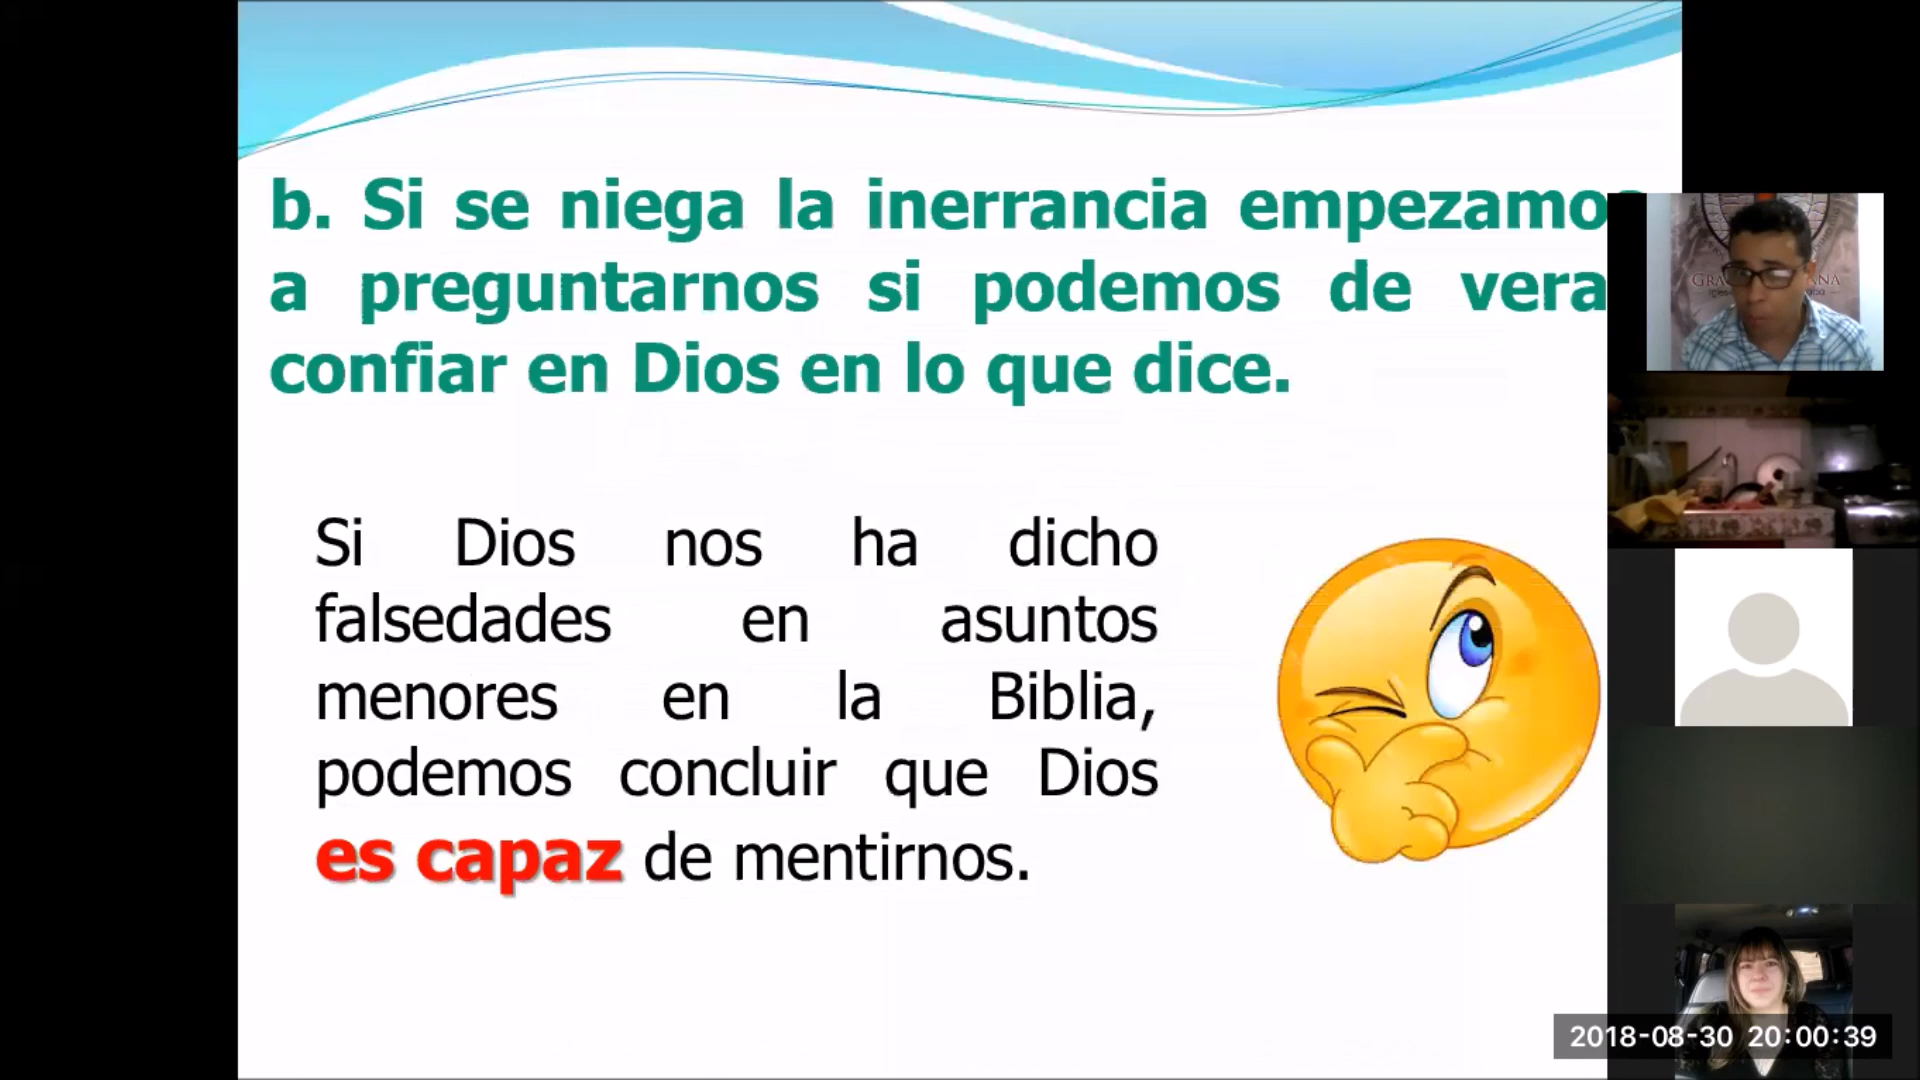 b. Si se niega la inerrancia empezamo
a preguntarnos si podemos de vera
confiar en Dios en lo que dice.
Si Dios nos ha dicho
falsedades en asuntos
menores en la Biblia,
podemos concluir que Dios
es capaz de mentirnos.
2018-08-30 20:00:39